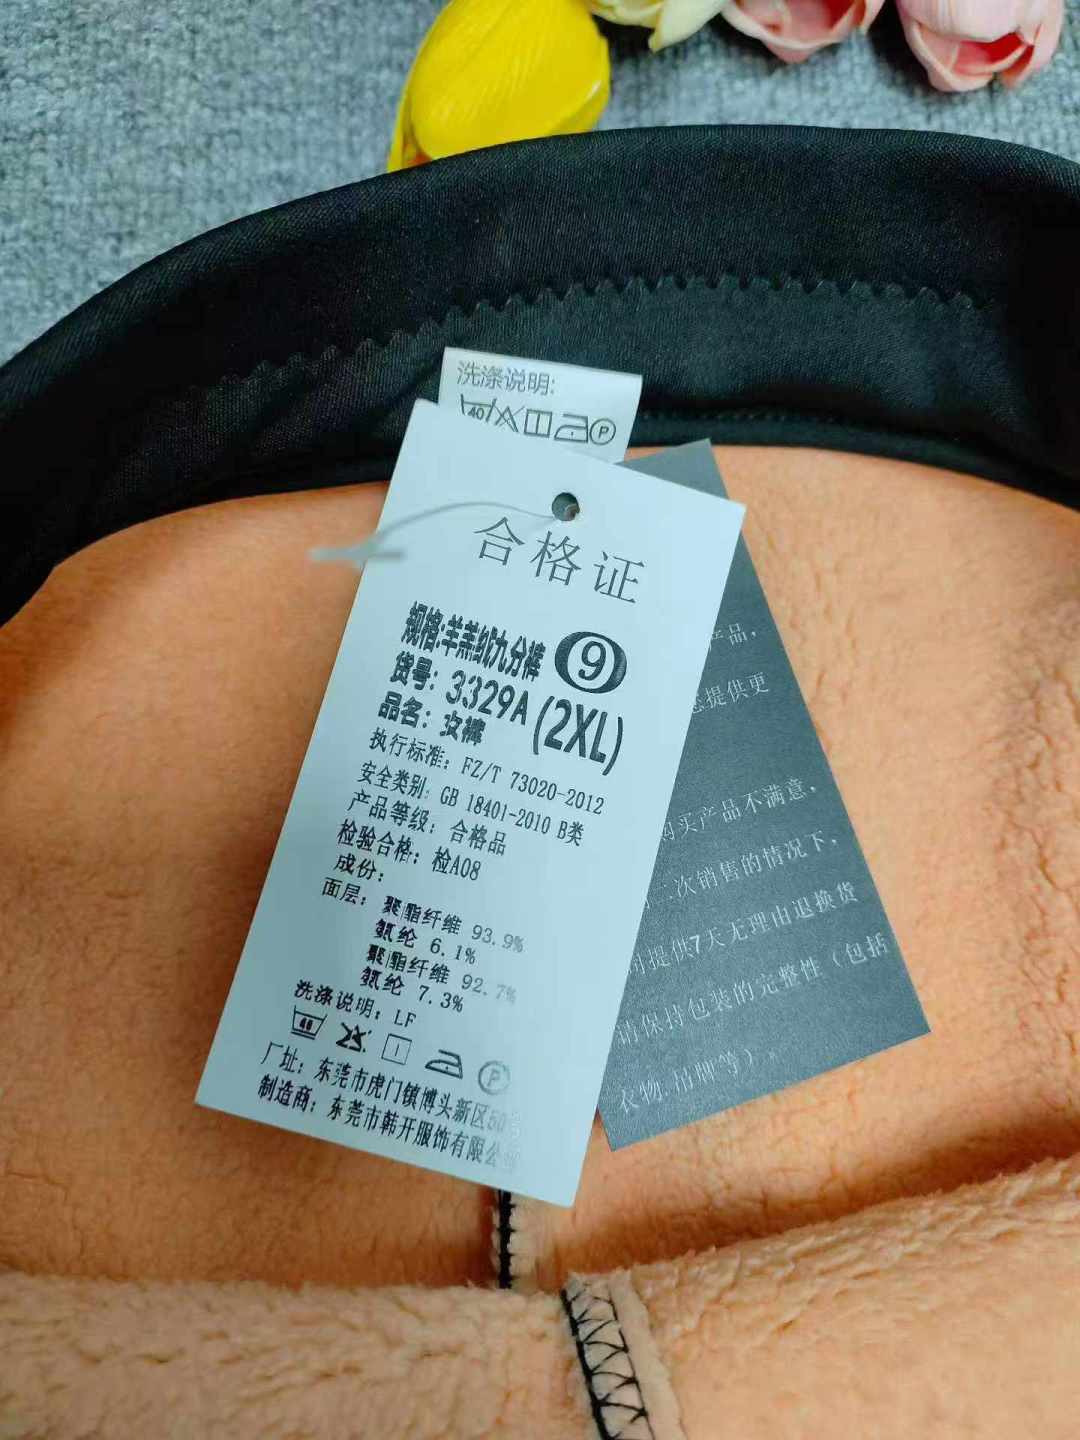 洗涤说明:
40
P
合格证
规格:羊羔绒九分裤
9
货号: 3329A (2XL)
品名: 女裤
执行标准: FZ/T 73020-2012
安全类别: GB 18401-2010 B类
产品等级: 合格品
检验合格: 检A08
成份:
面层: 聚酯纤维 93.9%
氨纶 6.1%
聚酯纤维 92.7%
氨纶 7.3%
洗涤说明: LF
40
P
厂址: 东莞市虎门镇博头新区50
制造商: 东莞市韩开服饰有限公
产品,
提供更
购买产品不满意,
二次销售的情况下,
司提供7天无理由退换货
请保持包装的完整性(包括
衣物.吊牌等)。